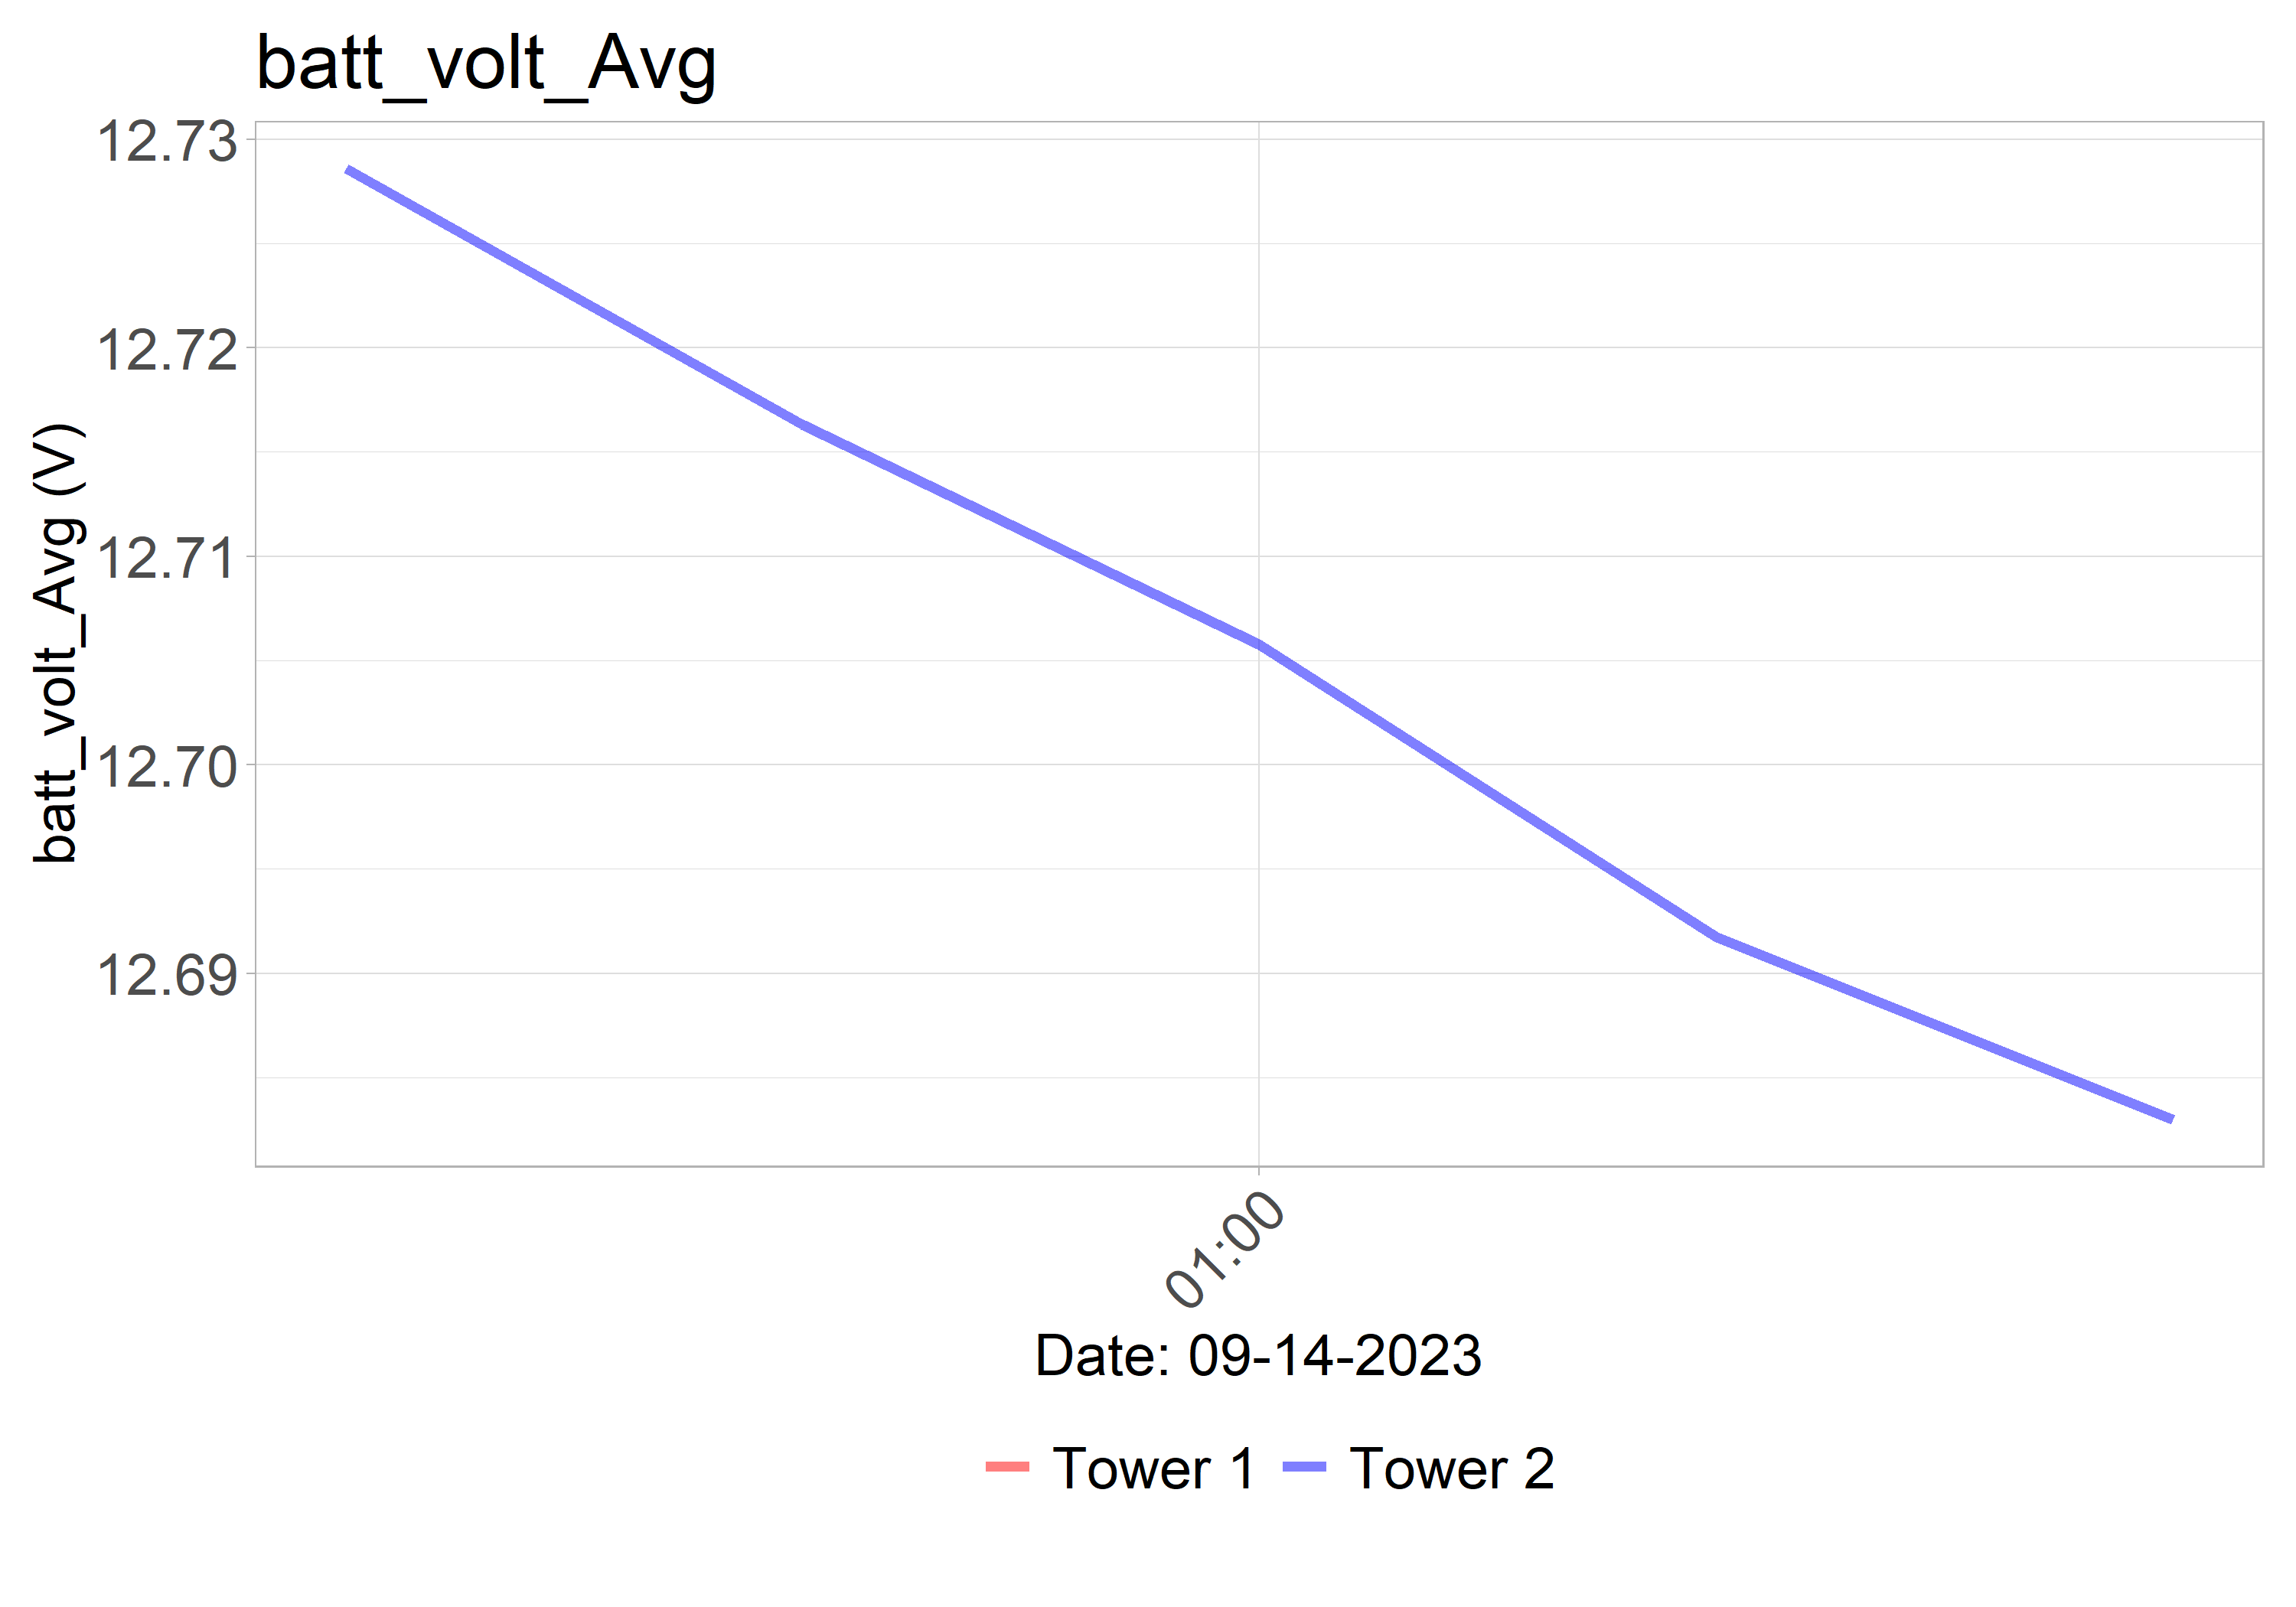 batt_volt_Avg
batt_volt_Avg (V)
12.73
12.72
12.71
12.70
12.69
01:00
Date: 09-14-2023
Tower 1 Tower 2